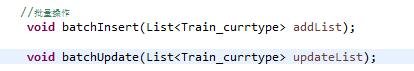 //批量操作
void batchInsert(List<Train_currtype> addList);
void batchUpdate(List<Train_currtype> updateList);